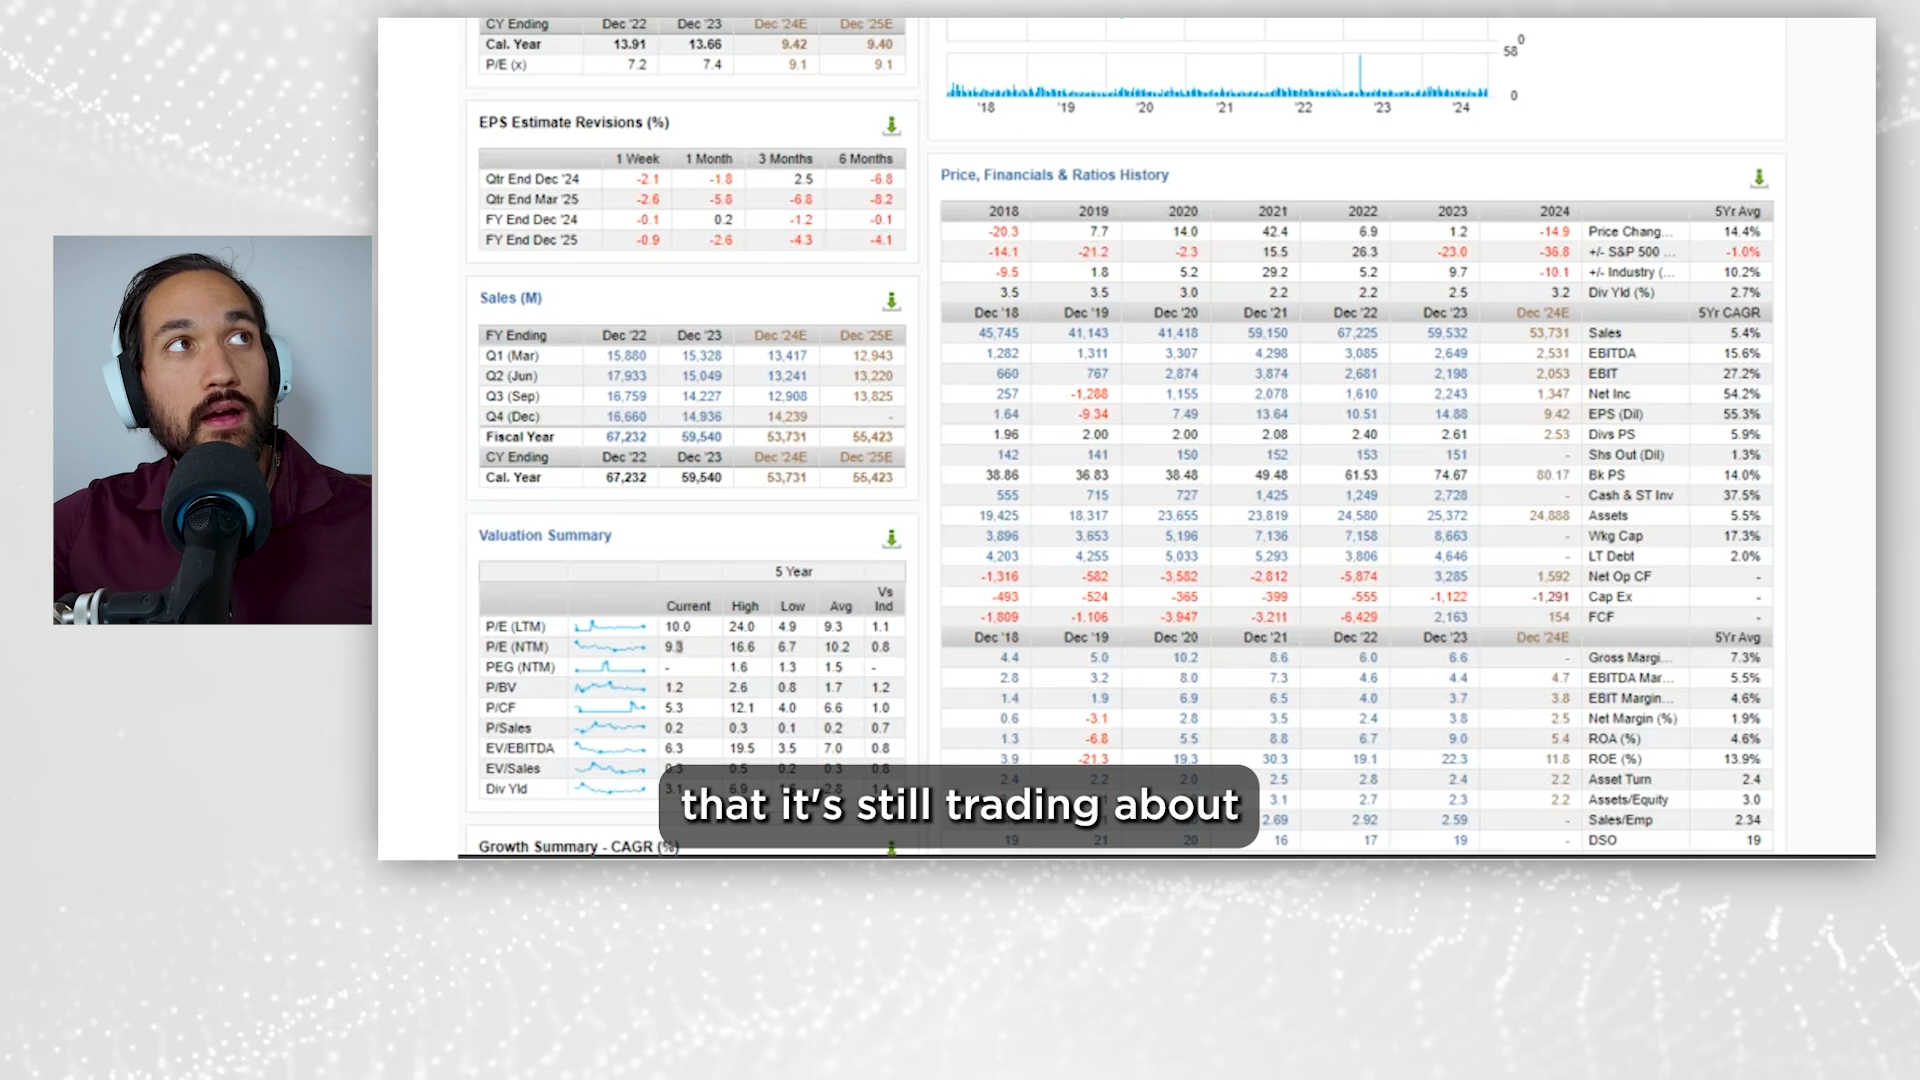 CY Ending Dec '22 Dec '23 Dec '24E Dec '25E
Cal. Year 13.91 13.66 9.42 9.40
P/E (x) 7.2 7.4 9.1 9.1
EPS Estimate Revisions (%)
1 Week 1 Month 3 Months 6 Months
Qtr End Dec '24 -2.1 -1.8 2.5 -6.8
Qtr End Mar '25 -2.6 -5.8 -6.8 -8.2
FY End Dec '24 -0.1 0.2 -1.2 -0.1
FY End Dec '25 -0.9 -2.6 -4.3 -4.1
Sales (M)
FY Ending Dec '22 Dec '23 Dec '24E Dec '25E
Q1 (Mar) 15,880 15,328 13,417 12,943
Q2 (Jun) 17,933 15,049 13,241 13,220
Q3 (Sep) 16,759 14,227 12,908 13,825
Q4 (Dec) 16,660 14,936 14,239 -
Fiscal Year 67,232 59,540 53,731 55,423
CY Ending Dec '22 Dec '23 Dec '24E Dec '25E
Cal. Year 67,232 59,540 53,731 55,423
Valuation Summary
5 Year
Current High Low Avg Vs Ind
P/E (LTM) 10.0 24.0 4.9 9.3 1.1
P/E (NTM) 9.3 16.6 6.7 10.2 0.8
PEG (NTM) - 1.6 1.3 1.5 -
P/BV 1.2 2.6 0.8 1.7 1.2
P/CF 5.3 12.1 4.0 6.6 1.0
P/Sales 0.2 0.3 0.1 0.2 0.7
EV/EBITDA 6.3 19.5 3.5 7.0 0.8
EV/Sales 0.3 0.5 0.2 0.3 0.8
Div Yld 3.1
Growth Summary - CAGR (%)
0
58
0
'18 '19 '20 '21 '22 '23 '24
Price, Financials & Ratios History
2018 2019 2020 2021 2022 2023 2024 5Yr Avg
-20.3 7.7 14.0 42.4 6.9 1.2 -14.9 Price Chang... 14.4%
-14.1 -21.2 -2.3 15.5 26.3 -23.0 -36.8 +/- S&P 500 ... -1.0%
-9.5 1.8 5.2 29.2 5.2 9.7 -10.1 +/- Industry (... 10.2%
3.5 3.5 3.0 2.2 2.2 2.5 3.2 Div Yld (%) 2.7%
Dec '18 Dec '19 Dec '20 Dec '21 Dec '22 Dec '23 Dec '24E 5Yr CAGR
45,745 41,143 41,418 59,150 67,225 59,532 53,731 Sales 5.4%
1,282 1,311 3,307 4,298 3,085 2,649 2,531 EBITDA 15.6%
660 767 2,874 3,874 2,681 2,198 2,053 EBIT 27.2%
257 -1,288 1,155 2,078 1,610 2,243 1,347 Net Inc 54.2%
1.64 -9.34 7.49 13.64 10.51 14.88 9.42 EPS (Dil) 55.3%
1.96 2.00 2.00 2.08 2.40 2.61 2.53 Divs PS 5.9%
142 141 150 152 153 151 - Shs Out (Dil) 1.3%
38.86 36.83 38.48 49.48 61.53 74.67 80.17 Bk PS 14.0%
555 715 727 1,425 1,249 2,728 - Cash & ST Inv 37.5%
19,425 18,317 23,655 23,819 24,580 25,372 24,888 Assets 5.5%
3,896 3,653 5,196 7,136 7,158 8,663 - Wkg Cap 17.3%
4,203 4,255 5,033 5,293 3,806 4,646 - LT Debt 2.0%
-1,316 -582 -3,582 -2,812 -5,874 3,285 1,592 Net Op CF -
-493 -524 -365 -399 -555 -1,122 -1,291 Cap Ex -
-1,809 -1,106 -3,947 -3,211 -6,429 2,163 154 FCF -
Dec '18 Dec '19 Dec '20 Dec '21 Dec '22 Dec '23 Dec '24E 5Yr Avg
4.4 5.0 10.2 8.6 6.0 6.6 - Gross Margi... 7.3%
2.8 3.2 8.0 7.3 4.6 4.4 4.7 EBITDA Mar... 5.5%
1.4 1.9 6.9 6.5 4.0 3.7 3.8 EBIT Margin... 4.6%
0.6 -3.1 2.8 3.5 2.4 3.8 2.5 Net Margin (%) 1.9%
1.3 -6.8 5.5 8.8 6.7 9.0 5.4 ROA (%) 4.6%
3.9 -21.3 19.3 30.3 19.1 22.3 11.8 ROE (%) 13.9%
2.4 2.2 2.0 2.5 2.8 2.4 2.2 Asset Turn 2.4
3.1 2.7 2.3 2.2 Assets/Equity 3.0
2.69 2.92 2.59 - Sales/Emp 2.34
19 21 20 16 17 19 - DSO 19
that it's still trading about